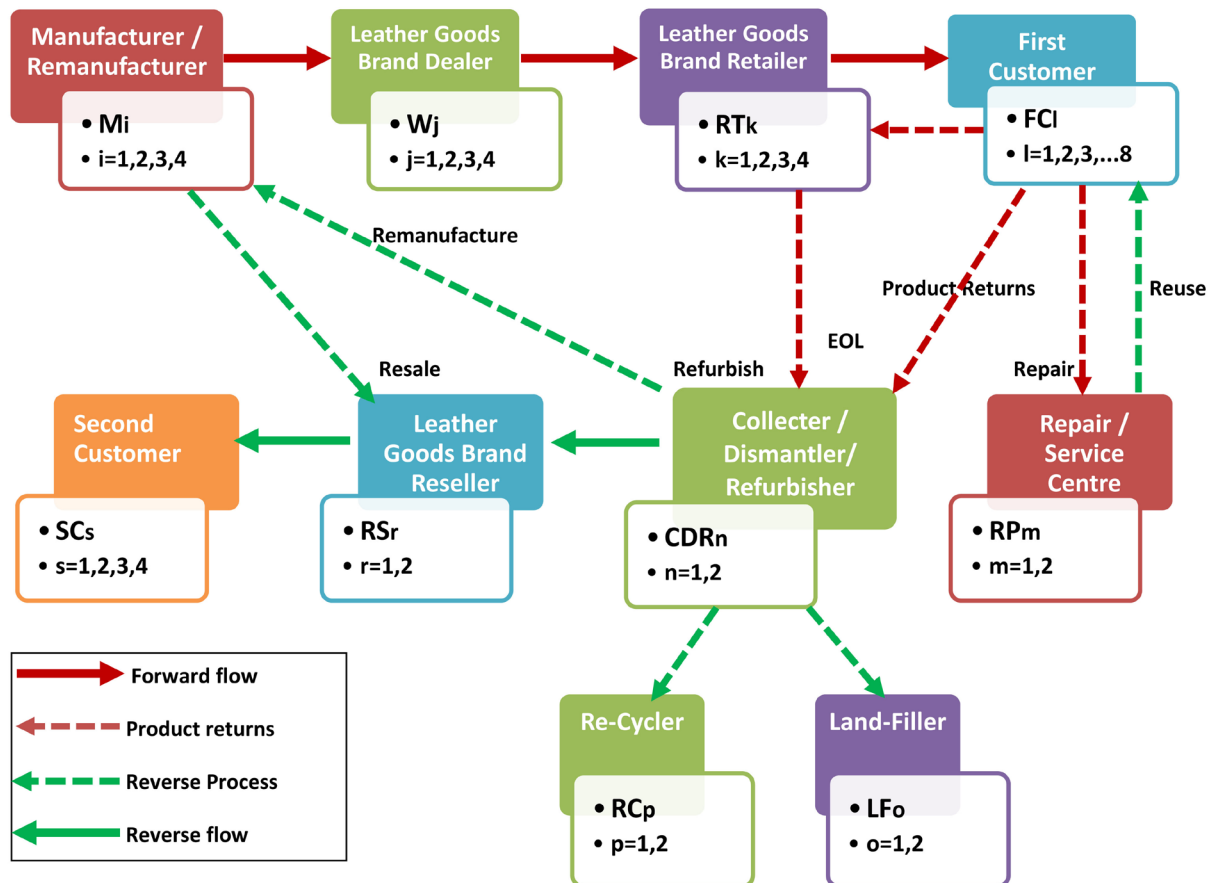 Manufacturer /
Remanufacturer
• Mi
• i=1,2,3,4
Leather Goods
Brand Dealer
• Wj
• j=1,2,3,4
Leather Goods
Brand Retailer
• RTk
• k=1,2,3,4
First
Customer
• FCl
• l=1,2,3,...8
Remanufacture
Product Returns
Reuse
EOL
Resale
Refurbish
Repair
Second
Customer
• SCs
• s=1,2,3,4
Leather
Goods Brand
Reseller
• RSr
• r=1,2
Collecter /
Dismantler/
Refurbisher
• CDRn
• n=1,2
Repair /
Service
Centre
• RPm
• m=1,2
Forward flow
Product returns
Reverse Process
Reverse flow
Re-Cycler
• RCp
• p=1,2
Land-Filler
• LFo
• o=1,2